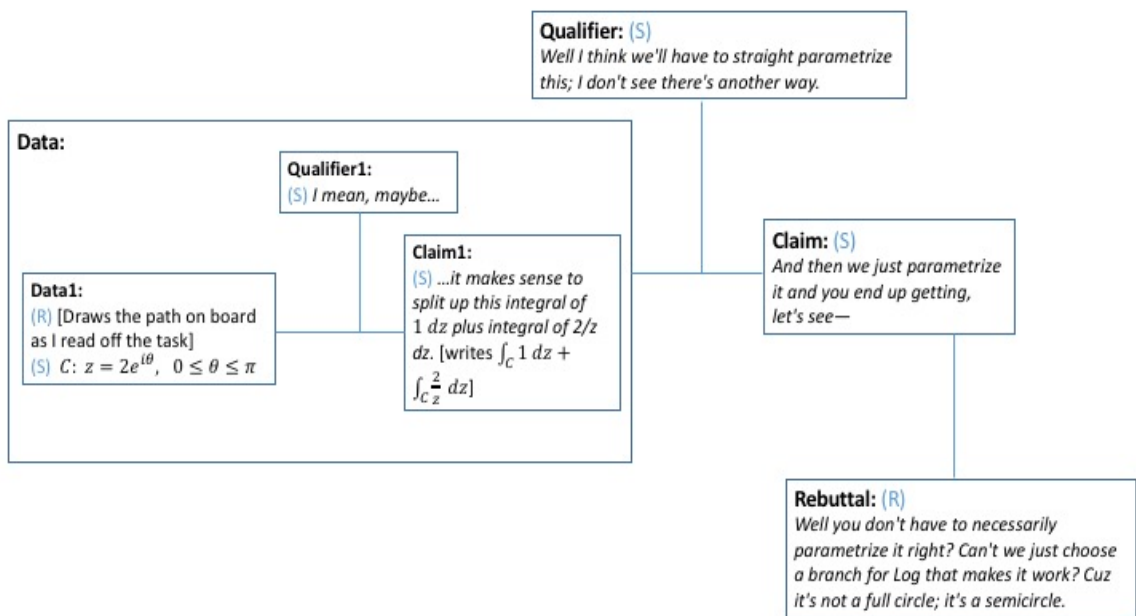 Qualifier: (S)
Well I think we'll have to straight parametrize
this; I don't see there's another way.
Data:
Qualifier1:
(S) I mean, maybe…
Data1:
(R) [Draws the path on board
as I read off the task]
(S) C: z = 2e^{iθ}, 0 ≤ θ ≤ π
Claim1:
(S) …it makes sense to
split up this integral of
1 dz plus integral of 2/z
dz. [writes ∫_C 1 dz +
∫_C 2/z dz]
Claim: (S)
And then we just parametrize
it and you end up getting,
let's see—
Rebuttal: (R)
Well you don't have to necessarily
parametrize it right? Can't we just choose
a branch for Log that makes it work? Cuz
it's not a full circle; it's a semicircle.